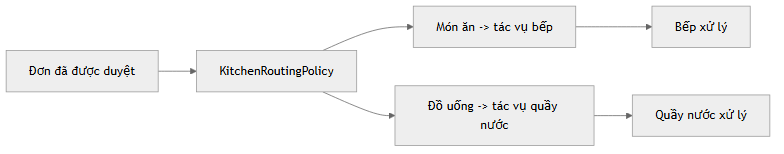 Đơn đã được duyệt
KitchenRoutingPolicy
Món ăn -> tác vụ bếp
Bếp xử lý
Đồ uống -> tác vụ quầy
nước
Quầy nước xử lý